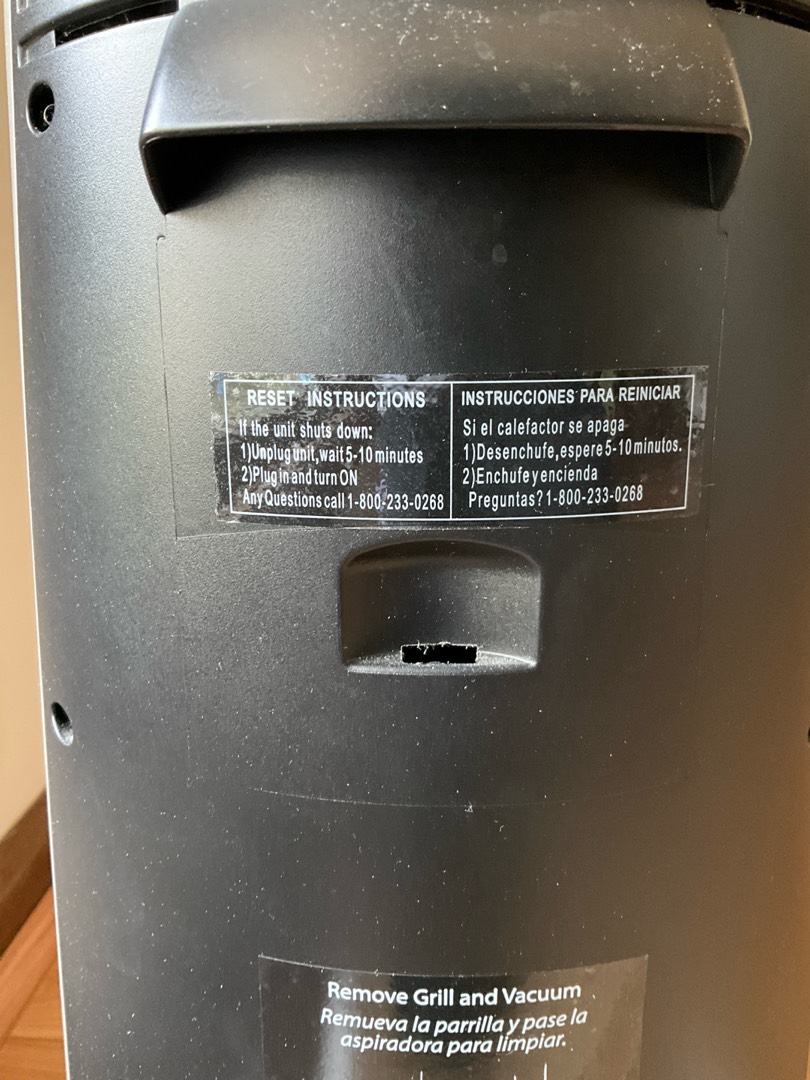 RESET INSTRUCTIONS
If the unit shuts down:
1)Unplug unit,wait 5-10 minutes
2)Plug in and turn ON
Any Questions call 1-800-233-0268
INSTRUCCIONES PARA REINICIAR
Si el calefactor se apaga
1)Desenchufe,espere 5-10 minutos.
2)Enchufe y encienda
Preguntas? 1-800-233-0268
Remove Grill and Vacuum
Remueva la parrilla y pase la
aspiradora para limpiar.